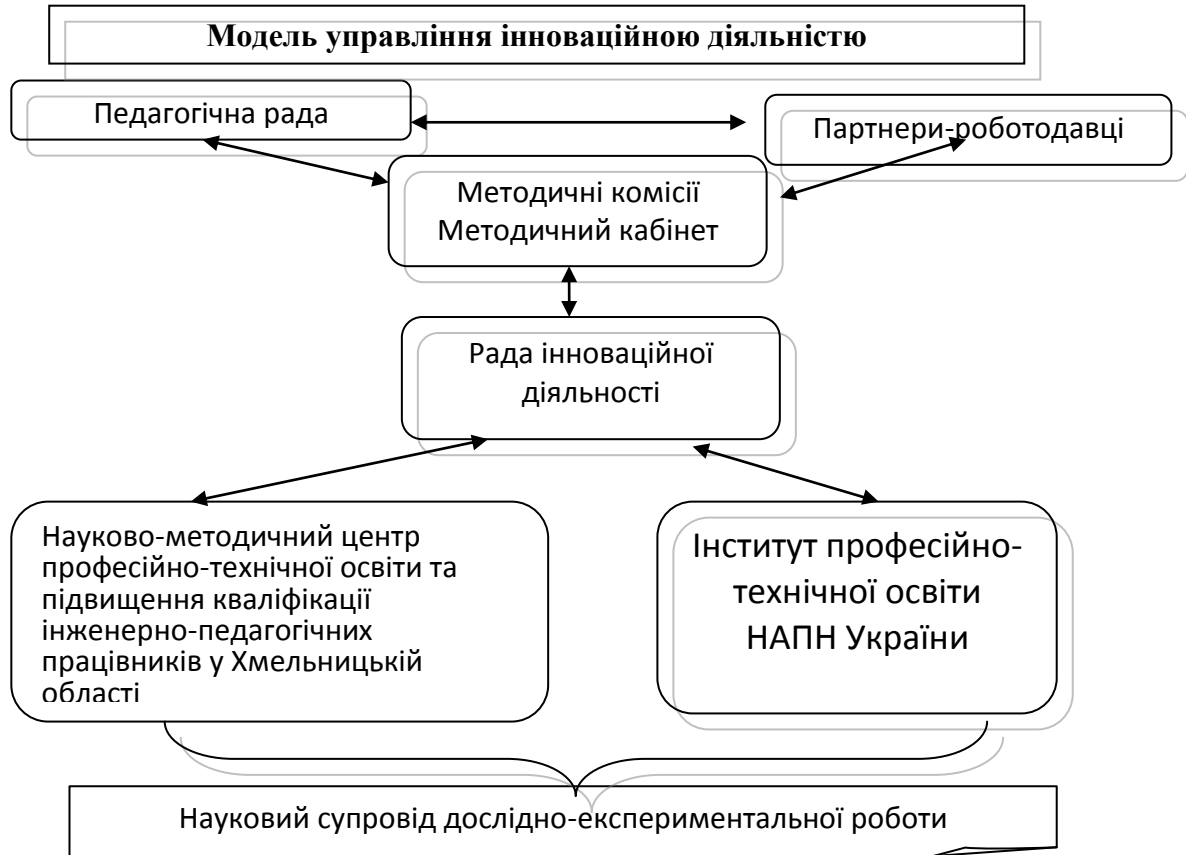 Модель управління інноваційною діяльністю
Педагогічна рада
Партнери-роботодавці
Методичні комісії
Методичний кабінет
Рада інноваційної
діяльності
Науково-методичний центр
професійно-технічної освіти та
підвищення кваліфікації
інженерно-педагогічних
працівників у Хмельницькій
області
Інститут професійно-
технічної освіти
НАПН України
Науковий супровід дослідно-експериментальної роботи